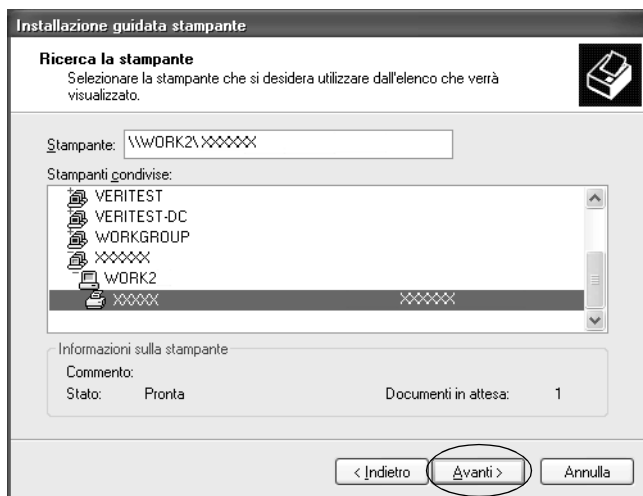 Installazione guidata stampante
Ricerca la stampante
Selezionare la stampante che si desidera utilizzare dall'elenco che verrà
visualizzato.
Stampante: \\WORK2\XXXXXX
Stampanti condivise:
VERITEST
VERITEST-DC
WORKGROUP
XXXXXX
WORK2
XXXXX XXXXXX
Informazioni sulla stampante
Commento:
Stato: Pronta Documenti in attesa: 1
< Indietro Avanti > Annulla